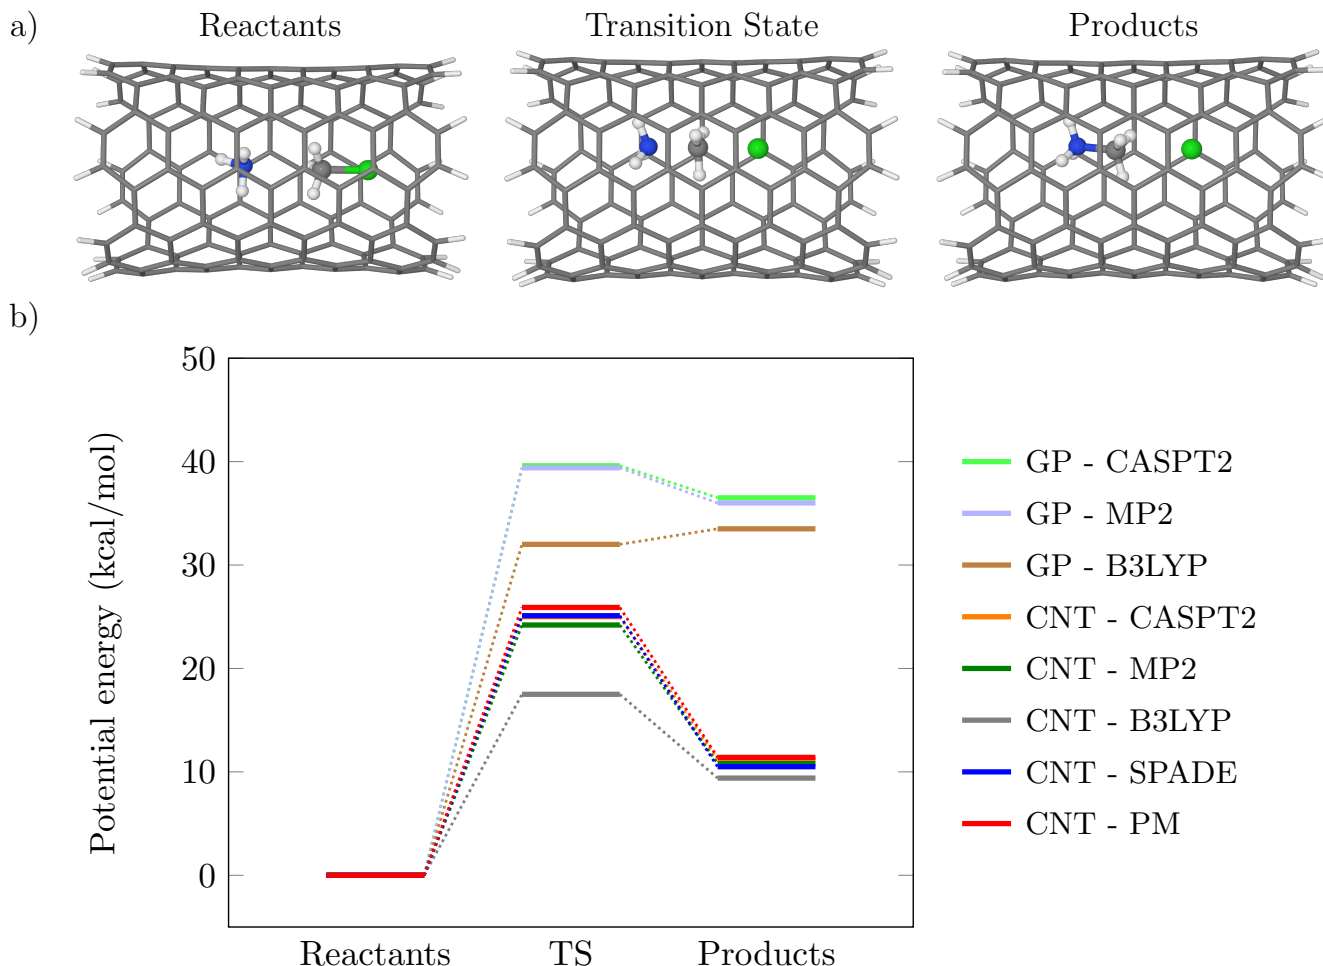 a)
Reactants
Transition State
Products
b)
Potential energy (kcal/mol)
50
40
30
20
10
0
Reactants
TS
Products
GP - CASPT2
GP - MP2
GP - B3LYP
CNT - CASPT2
CNT - MP2
CNT - B3LYP
CNT - SPADE
CNT - PM